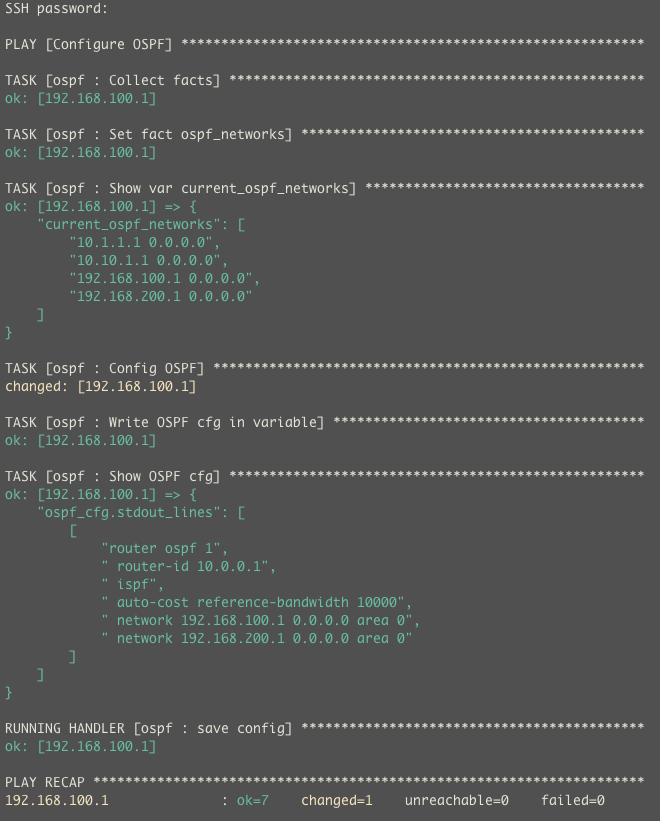 SSH password:
PLAY [Configure OSPF] **********************************************************
TASK [ospf : Collect facts] ****************************************************
ok: [192.168.100.1]
TASK [ospf : Set fact ospf_networks] *******************************************
ok: [192.168.100.1]
TASK [ospf : Show var current_ospf_networks] ***********************************
ok: [192.168.100.1] => {
    "current_ospf_networks": [
        "10.1.1.1 0.0.0.0",
        "10.10.1.1 0.0.0.0",
        "192.168.100.1 0.0.0.0",
        "192.168.200.1 0.0.0.0"
    ]
}
TASK [ospf : Config OSPF] ******************************************************
changed: [192.168.100.1]
TASK [ospf : Write OSPF cfg in variable] ***************************************
ok: [192.168.100.1]
TASK [ospf : Show OSPF cfg] ****************************************************
ok: [192.168.100.1] => {
    "ospf_cfg.stdout_lines": [
        [
            "router ospf 1",
            " router-id 10.0.0.1",
            " ispf",
            " auto-cost reference-bandwidth 10000",
            " network 192.168.100.1 0.0.0.0 area 0",
            " network 192.168.200.1 0.0.0.0 area 0"
        ]
    ]
}
RUNNING HANDLER [ospf : save config] *******************************************
ok: [192.168.100.1]
PLAY RECAP *********************************************************************
192.168.100.1              : ok=7    changed=1    unreachable=0    failed=0